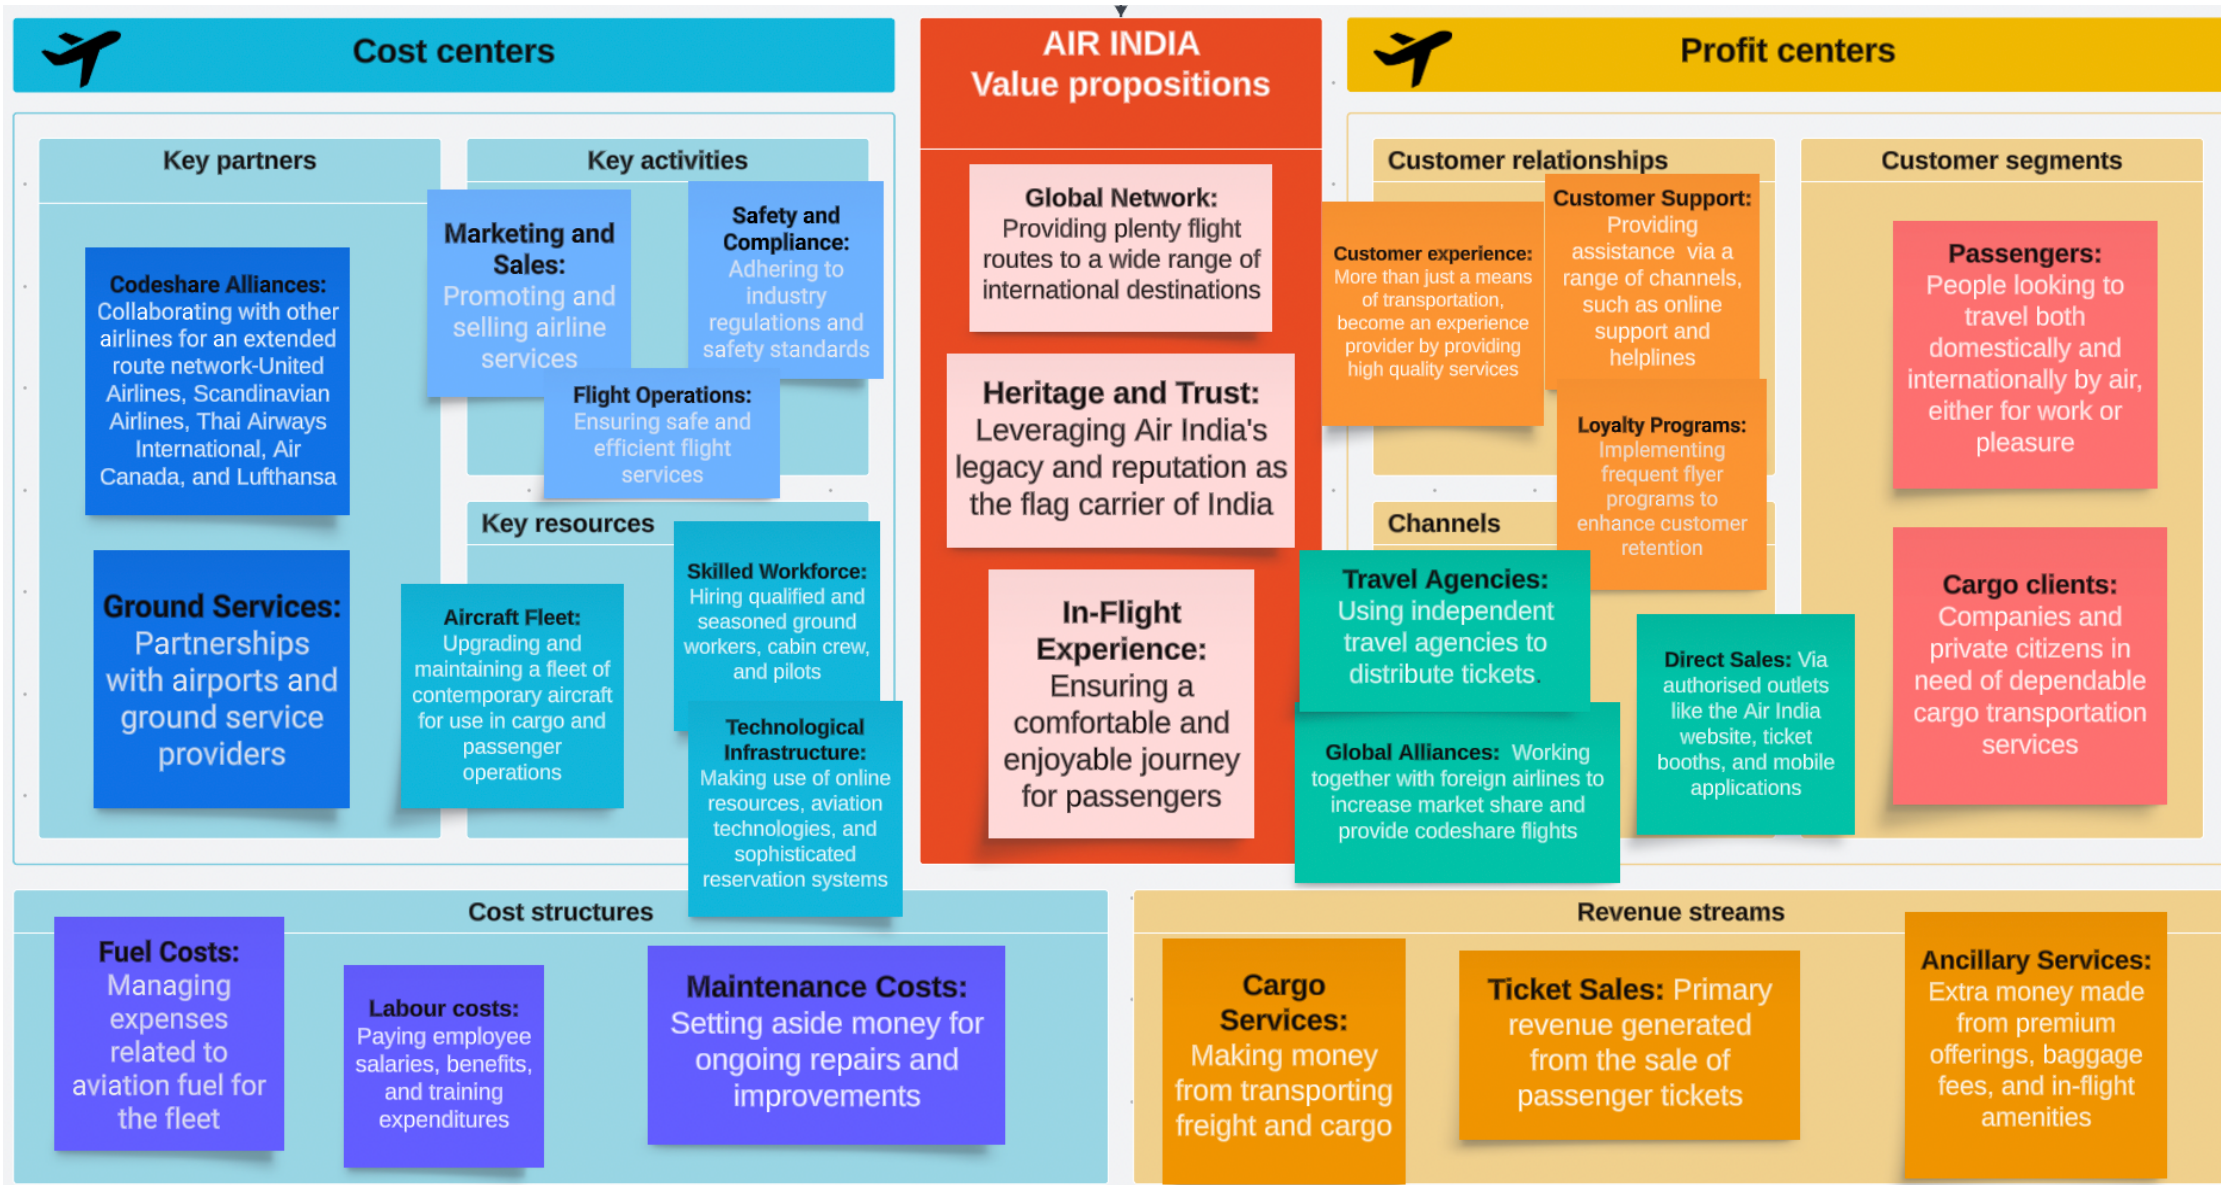 Cost centers
Key partners
Codeshare Alliances:
Collaborating with other
airlines for an extended
route network-United
Airlines, Scandinavian
Airlines, Thai Airways
International, Air
Canada, and Lufthansa
Ground Services:
Partnerships
with airports and
ground service
providers
Key activities
Marketing and
Sales:
Promoting and
selling airline
services
Safety and
Compliance:
Adhering to
industry
regulations and
safety standards
Flight Operations:
Ensuring safe and
efficient flight
services
Key resources
Aircraft Fleet:
Upgrading and
maintaining a fleet of
contemporary aircraft
for use in cargo and
passenger
operations
Skilled Workforce:
Hiring qualified and
seasoned ground
workers, cabin crew,
and pilots
Technological
Infrastructure:
Making use of online
resources, aviation
technologies, and
sophisticated
reservation systems
AIR INDIA
Value propositions
Global Network:
Providing plenty flight
routes to a wide range of
international destinations
Heritage and Trust:
Leveraging Air India's
legacy and reputation as
the flag carrier of India
In-Flight
Experience:
Ensuring a
comfortable and
enjoyable journey
for passengers
Profit centers
Customer relationships
Customer experience:
More than just a means
of transportation,
become an experience
provider by providing
high quality services
Customer Support:
Providing
assistance via a
range of channels,
such as online
support and
helplines
Loyalty Programs:
Implementing
frequent flyer
programs to
enhance customer
retention
Channels
Travel Agencies:
Using independent
travel agencies to
distribute tickets.
Global Alliances: Working
together with foreign airlines to
increase market share and
provide codeshare flights
Direct Sales: Via
authorised outlets
like the Air India
website, ticket
booths, and mobile
applications
Customer segments
Passengers:
People looking to
travel both
domestically and
internationally by air,
either for work or
pleasure
Cargo clients:
Companies and
private citizens in
need of dependable
cargo transportation
services
Cost structures
Fuel Costs:
Managing
expenses
related to
aviation fuel for
the fleet
Labour costs:
Paying employee
salaries, benefits,
and training
expenditures
Maintenance Costs:
Setting aside money for
ongoing repairs and
improvements
Revenue streams
Cargo
Services:
Making money
from transporting
freight and cargo
Ticket Sales: Primary
revenue generated
from the sale of
passenger tickets
Ancillary Services:
Extra money made
from premium
offerings, baggage
fees, and in-flight
amenities